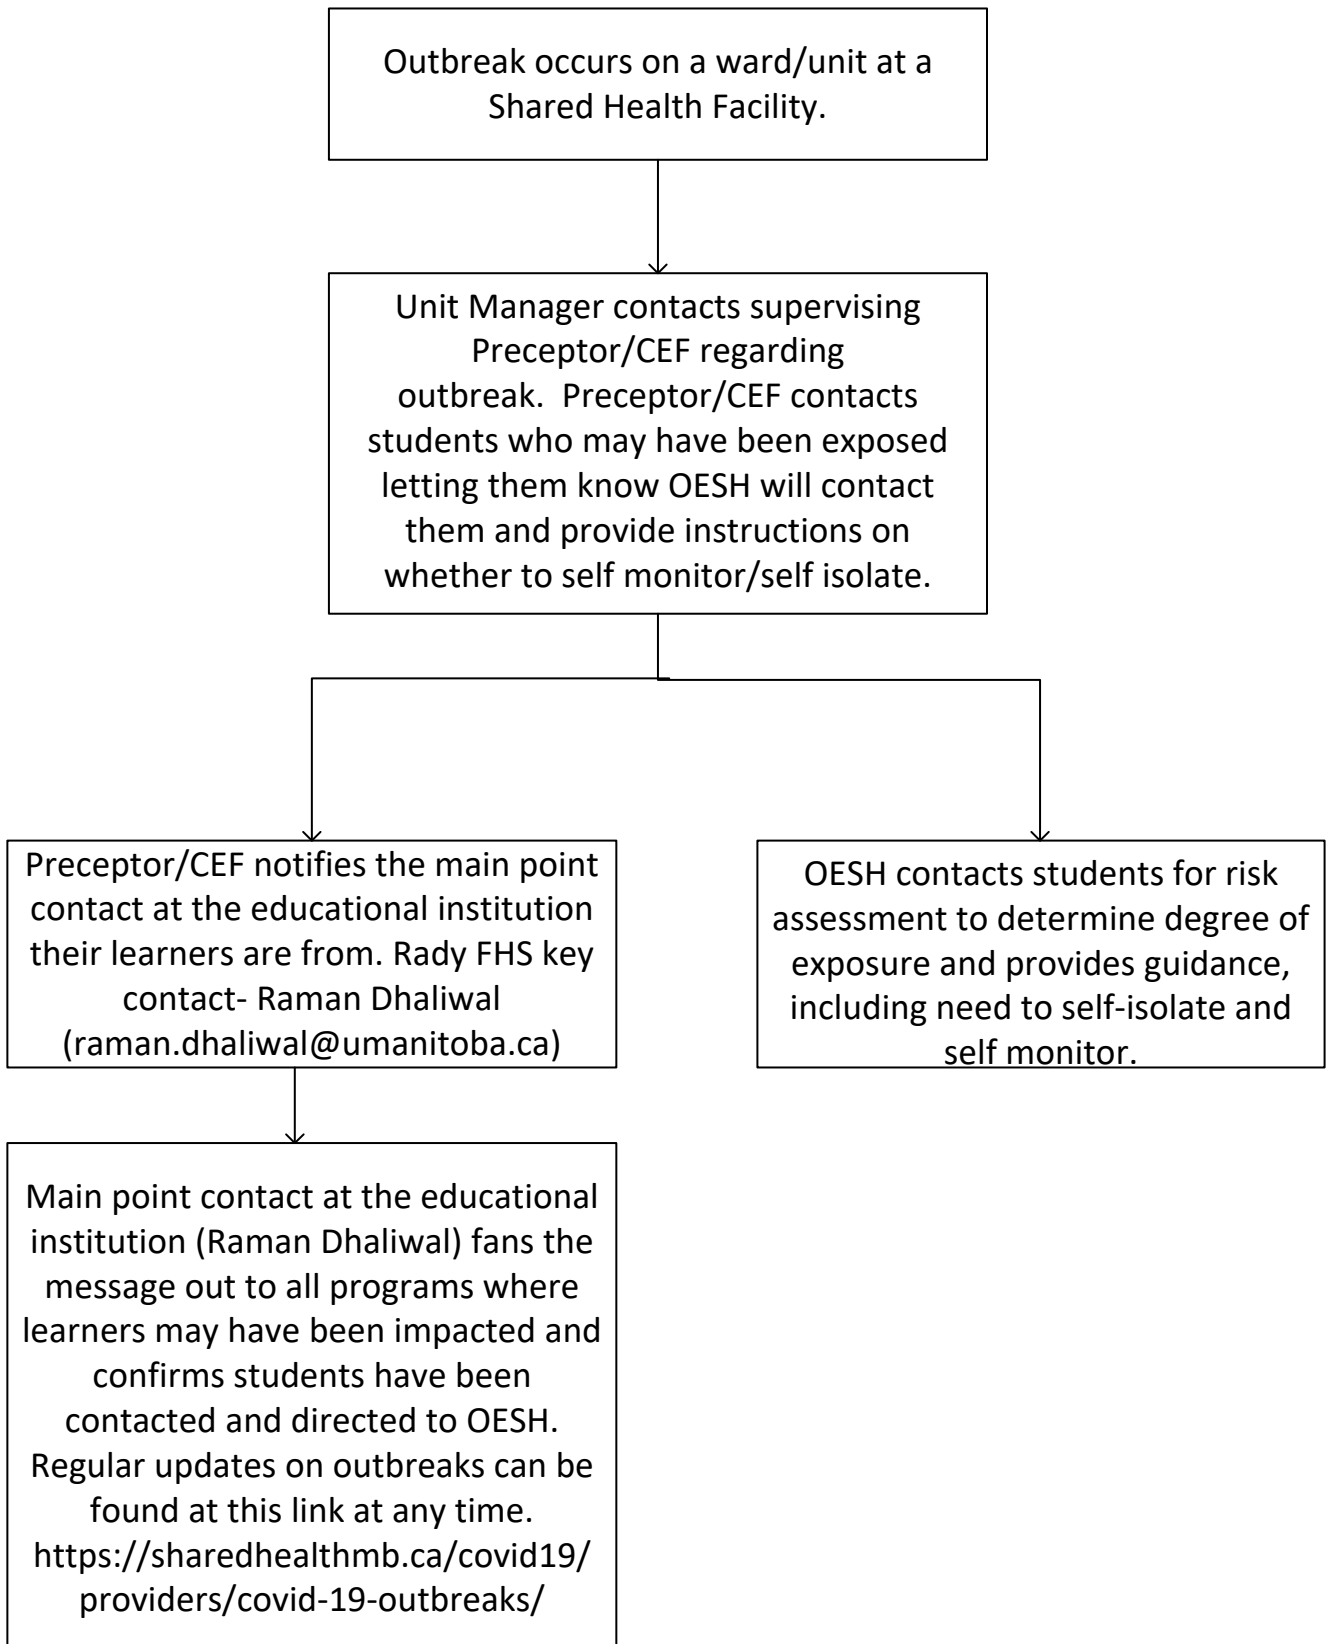 Outbreak occurs on a ward/unit at a
Shared Health Facility.
Unit Manager contacts supervising
Preceptor/CEF regarding
outbreak.  Preceptor/CEF contacts
students who may have been exposed
letting them know OESH will contact
them and provide instructions on
whether to self monitor/self isolate.
Preceptor/CEF notifies the main point
contact at the educational institution
their learners are from. Rady FHS key
contact- Raman Dhaliwal
(raman.dhaliwal@umanitoba.ca)
OESH contacts students for risk
assessment to determine degree of
exposure and provides guidance,
including need to self-isolate and
self monitor.
Main point contact at the educational
institution (Raman Dhaliwal) fans the
message out to all programs where
learners may have been impacted and
confirms students have been
contacted and directed to OESH.
Regular updates on outbreaks can be
found at this link at any time.
https://sharedhealthmb.ca/covid19/
providers/covid-19-outbreaks/